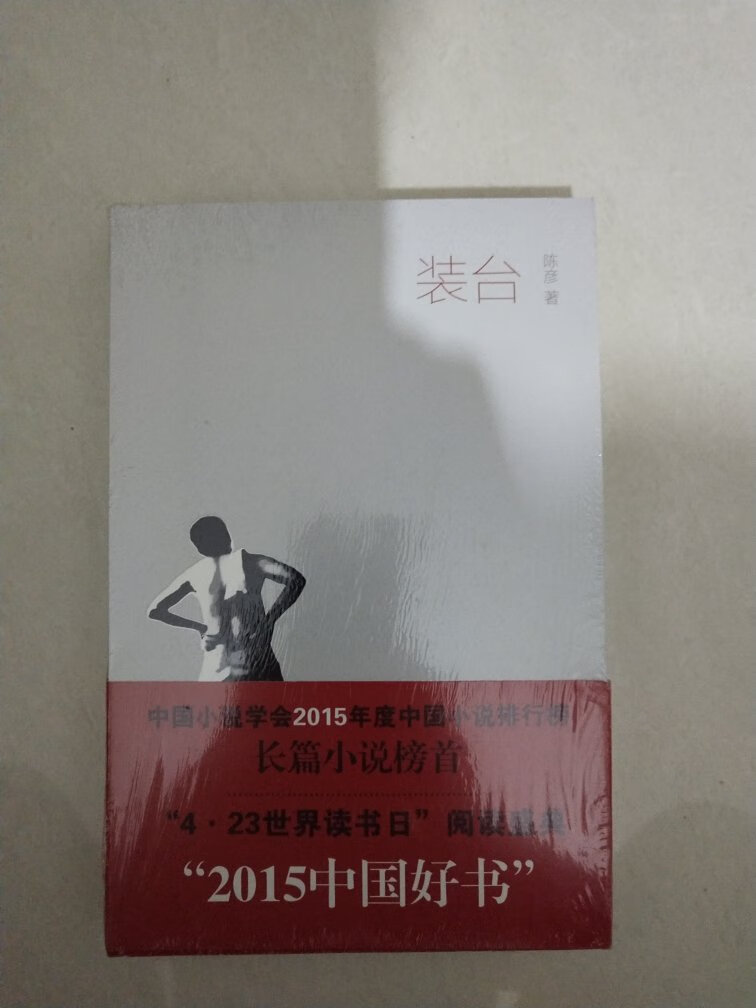 装台
陈彦 著
中国小说学会2015年度中国小说排行榜
长篇小说榜首
“4·23世界读书日”阅读盛典
“2015中国好书”